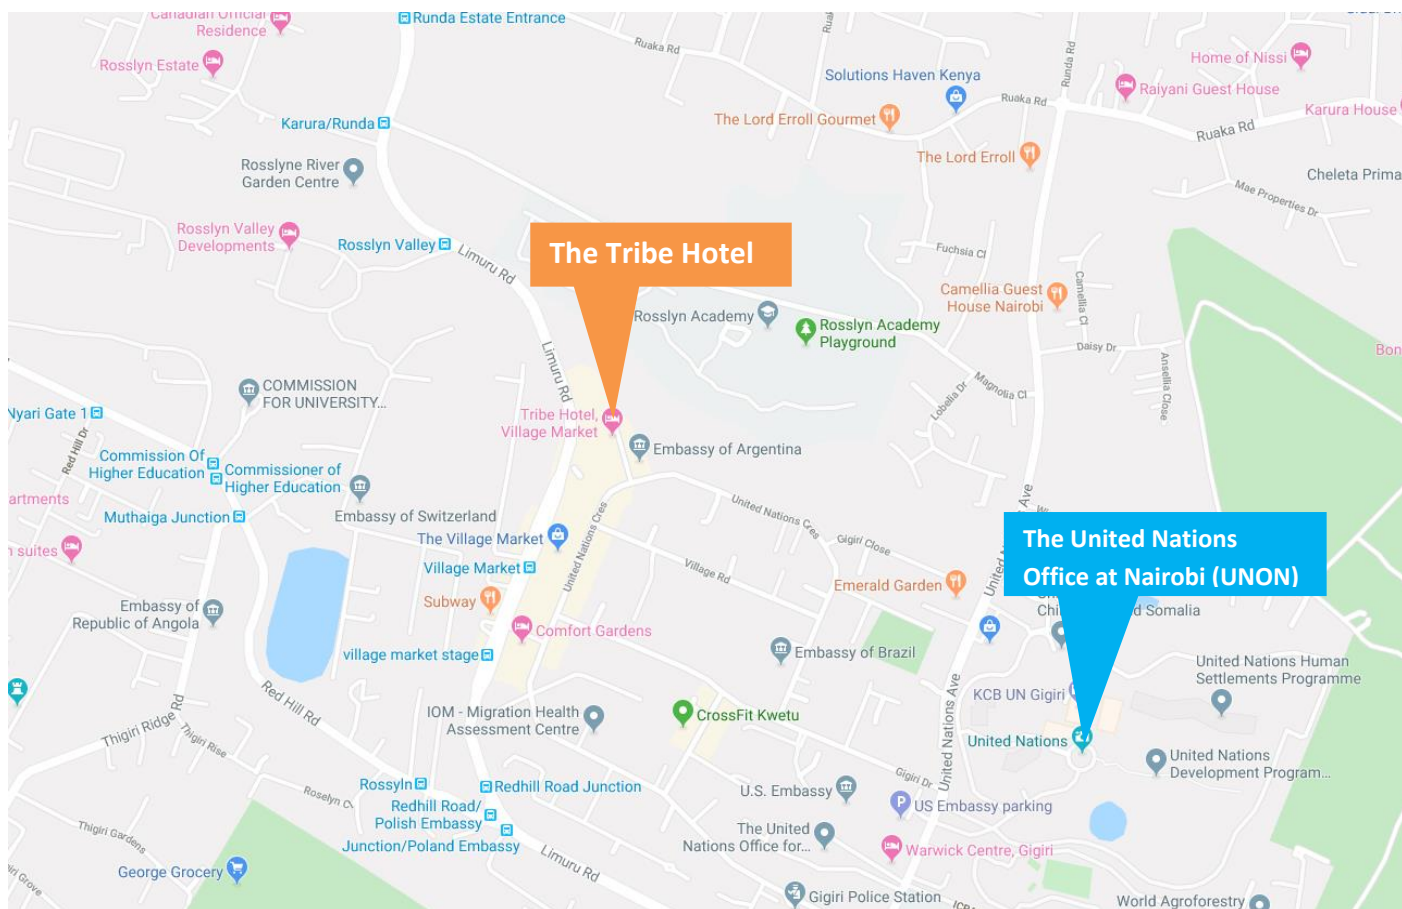 Canadian Official
Residence
Runda Estate Entrance
Ruaka Rd
Runda Rd
Home of Nissi
Rosslyn Estate
Solutions Haven Kenya
Ruaka Rd
Raiyani Guest House
Karura House
Karura/Runda
The Lord Erroll Gourmet
Ruaka Rd
The Lord Erroll
Rosslyne River
Garden Centre
Cheleta Prima
Mae Properties Dr
Rosslyn Valley
Developments
Rosslyn Valley
Limuru Rd
The Tribe Hotel
Fuchsia Cl
Camellia Guest
House Nairobi
Camellia Cl
Rosslyn Academy
Rosslyn Academy
Playground
Daisy Dr
Ansellia Close
Bon
Limuru Rd
COMMISSION
FOR UNIVERSITY...
Magnolia Cl
Lobelia Dr
Nyari Gate 1
Red Hill Dr
Tribe Hotel,
Village Market
Embassy of Argentina
Commission Of
Higher Education
Commissioner of
Higher Education
artments
Muthaiga Junction
Embassy of Switzerland
United Nations Cres
The Village Market
United Nations Cres
Gigiri Close
The United Nations
Office at Nairobi (UNON)
suites
Village Market
Village Rd
Emerald Garden
Subway
Embassy of
Republic of Angola
Comfort Gardens
Somalia
village market stage
Embassy of Brazil
United Nations Human
Settlements Programme
Red Hill Rd
United Nations Ave
KCB UN Gigiri
Thigiri Ridge Rd
Thigiri Rise
IOM - Migration Health
Assessment Centre
CrossFit Kwetu
United Nations
United Nations
Development Program...
Gigiri Dr
Rossyln
Redhill Road Junction
U.S. Embassy
US Embassy parking
Roselyn C
Redhill Road/
Polish Embassy
Junction/Poland Embassy
The United
Nations Office for...
Thigiri Gardens
Warwick Centre, Gigiri
George Grocery
Limuru Rd
Gigiri Police Station
World Agroforestry